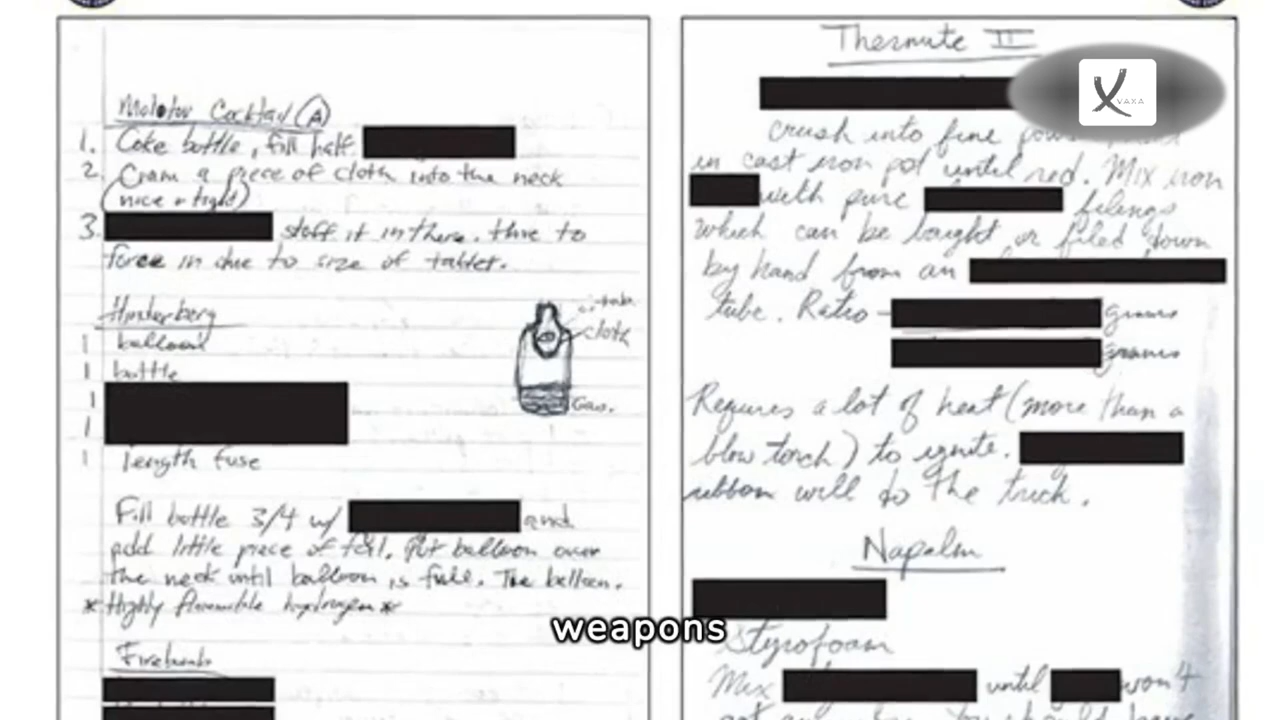 Molotov Cocktail (A)
1. Coke bottle, fill half
2. Cram a piece of cloth into the neck
(nice + tight)
3. stuff it in there. Have to
force in due to size of tablet.
Hinderberg
1 balloon
1 bottle
1
1
1 length fuse
cloth
Gas.
Fill bottle 3/4 w/ and
add little piece of foil. Put balloon over
the neck until balloon is full. The balloon.
*Highly flammable hydrogen*
Firebomb
Thermite II
crush into fine
in cast iron pot until red. Mix iron
with pure filings
which can be bought or filed down
by hand from an
tube. Ratio - grams
grams
Requires a lot of heat (more than a
blow torch) to ignite.
ribbon will do the trick.
Napalm
Styrofoam
Mix until won't
weapons
VAXA